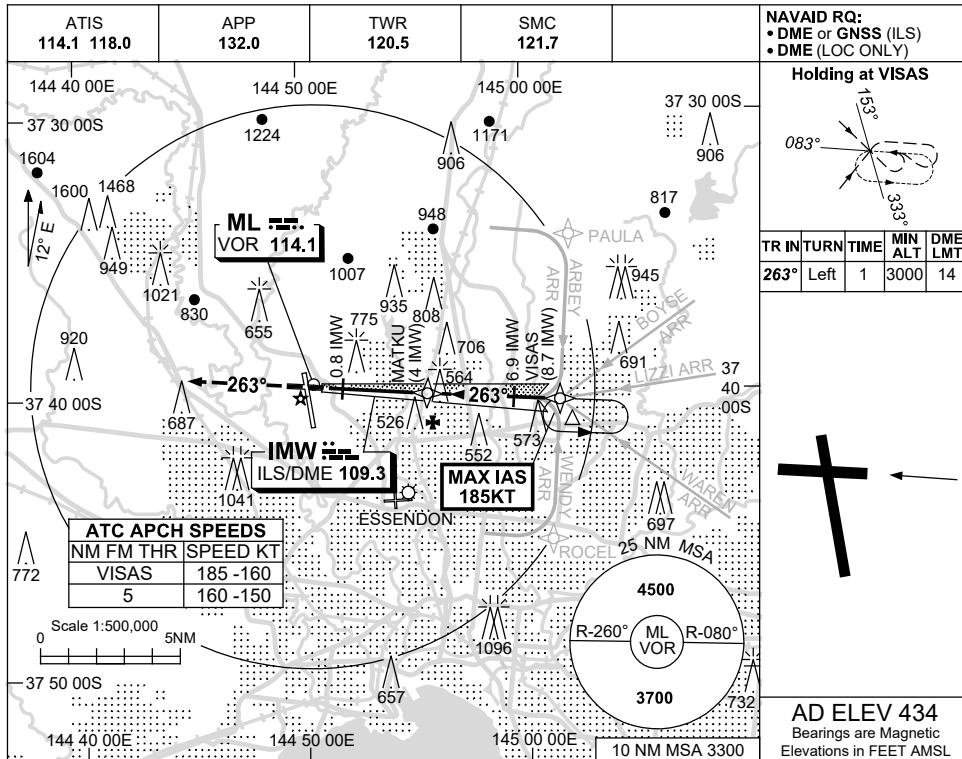 ATIS
114.1 118.0
APP
132.0
TWR
120.5
SMC
121.7
NAVAID RQ:
• DME or GNSS (ILS)
• DME (LOC ONLY)
Holding at VISAS
153°
083°
333°
TR IN TURN TIME MIN ALT DME LMT
263° Left 1 3000 14
144 40 00E
144 50 00E
145 00 00E
37 30 00S
37 30 00S
1604
1224
1171
906
906
1600
1468
12° E
949
1021
830
ML
VOR 114.1
948
1007
817
PAULA
ARBEY ARR
945
BOYSE ARR
655
935
808
775
706
691
920
0.8 IMW
MATKU (4 IMW)
564
6.9 IMW
VISAS (8.7 IMW)
LIZZI ARR
37 40 00S
263°
263°
37 40 00S
687
526
552
573
IMW
ILS/DME 109.3
1041
MAX IAS
185KT
WENDY ARR
WAREN ARR
ESSENDON
697
ROCEL
772
ATC APCH SPEEDS
NM FM THR SPEED KT
VISAS 185 -160
5 160 -150
25 NM MSA
4500
R-260° ML VOR R-080°
3700
Scale 1:500,000
0 5NM
1096
657
732
37 50 00S
144 40 00E
144 50 00E
145 00 00E
10 NM MSA 3300
AD ELEV 434
Bearings are Magnetic
Elevations in FEET AMSL